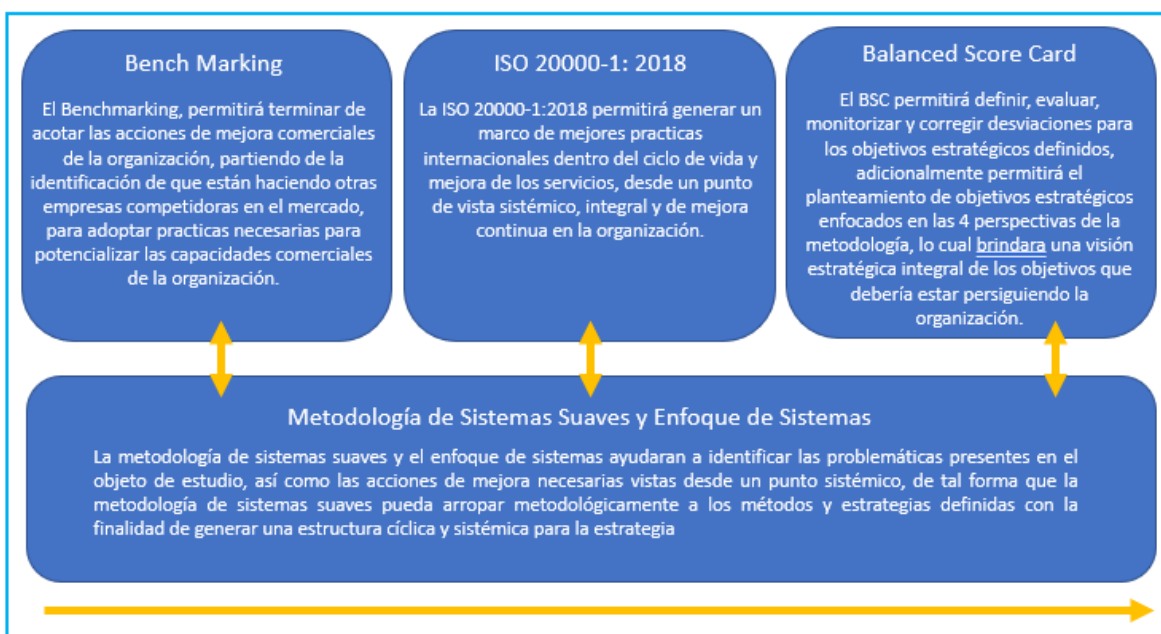 Bench Marking
El Benchmarking, permitirá terminar de
acotar las acciones de mejora comerciales
de la organización, partiendo de la
identificación de que están haciendo otras
empresas competidoras en el mercado,
para adoptar practicas necesarias para
potencializar las capacidades comerciales
de la organización.
ISO 20000-1: 2018
La ISO 20000-1:2018 permitirá generar un
marco de mejores practicas
internacionales dentro del ciclo de vida y
mejora de los servicios, desde un punto
de vista sistémico, integral y de mejora
continua en la organización.
Balanced Score Card
El BSC permitirá definir, evaluar,
monitorizar y corregir desviaciones para
los objetivos estratégicos definidos,
adicionalmente permitirá el
planteamiento de objetivos estratégicos
enfocados en las 4 perspectivas de la
metodología, lo cual brindara una visión
estratégica integral de los objetivos que
debería estar persiguiendo la
organización.
Metodología de Sistemas Suaves y Enfoque de Sistemas
La metodología de sistemas suaves y el enfoque de sistemas ayudaran a identificar las problemáticas presentes en el
objeto de estudio, así como las acciones de mejora necesarias vistas desde un punto sistémico, de tal forma que la
metodología de sistemas suaves pueda arropar metodológicamente a los métodos y estrategias definidas con la
finalidad de generar una estructura cíclica y sistémica para la estrategia